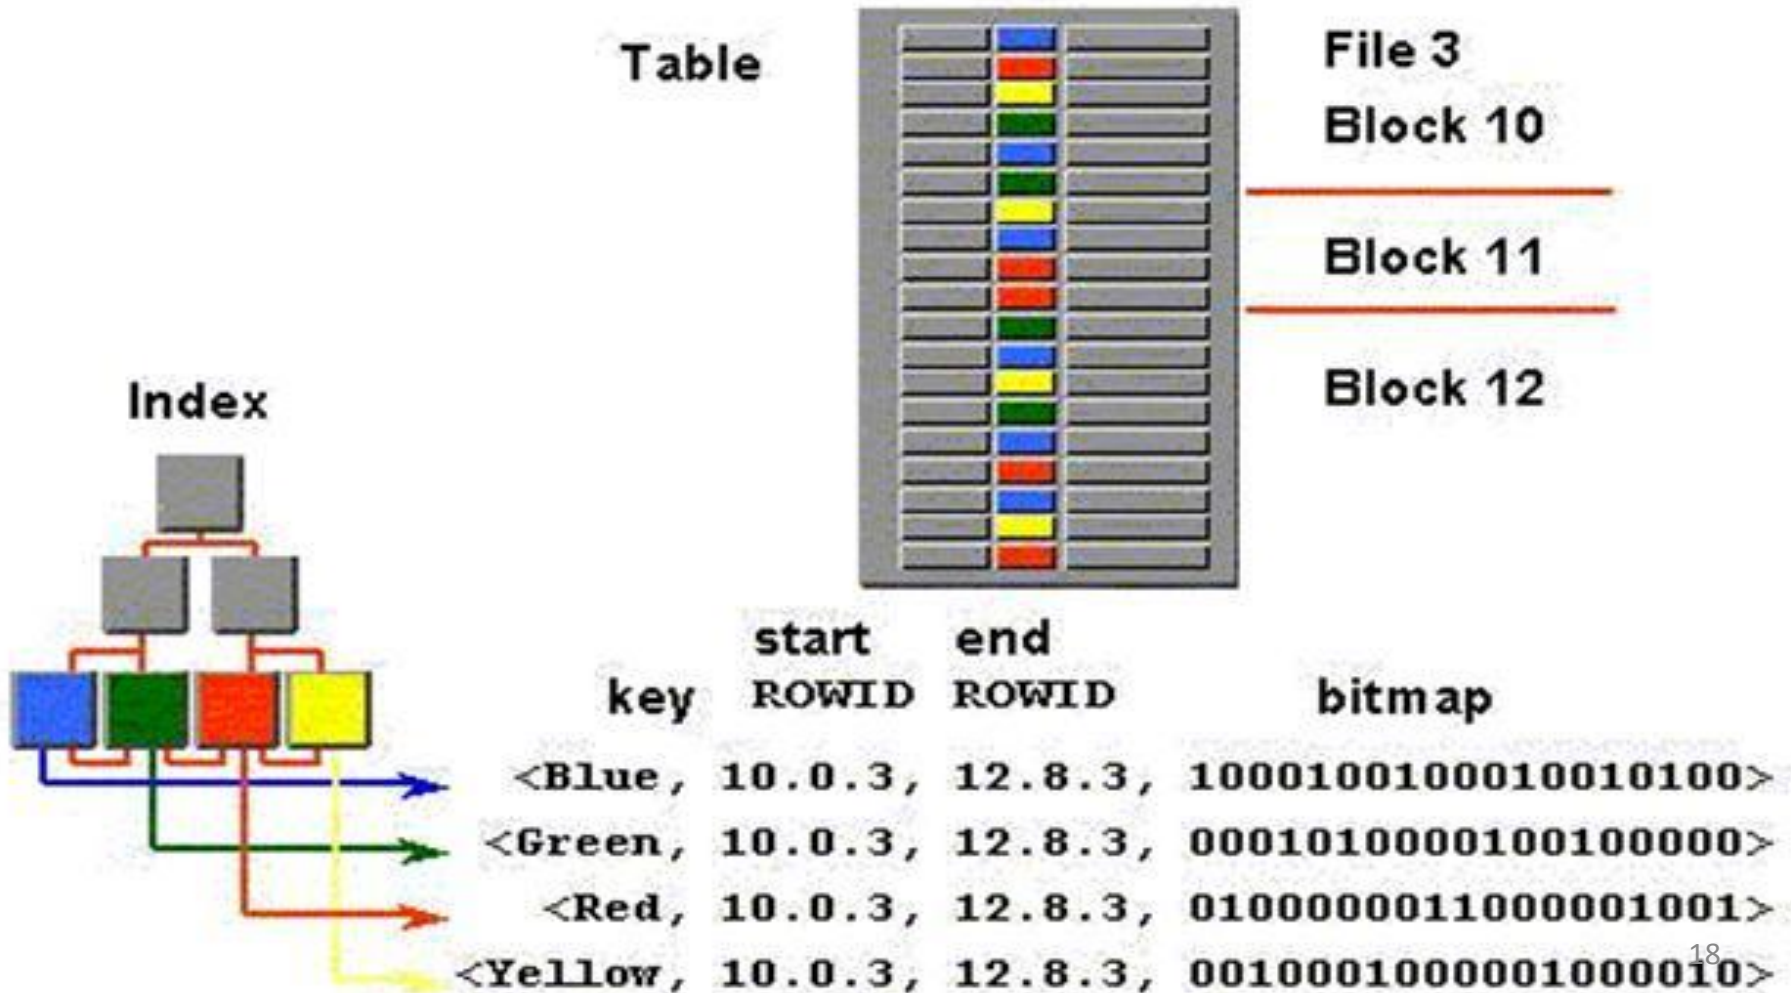 Table
File 3
Block 10
Block 11
Block 12
Index
start end
key ROWID ROWID bitmap
<Blue, 10.0.3, 12.8.3, 1000100100010010100>
<Green, 10.0.3, 12.8.3, 0001010000100100000>
<Red, 10.0.3, 12.8.3, 0100000011000001001>
<Yellow, 10.0.3, 12.8.3, 0010001000001000010>
18